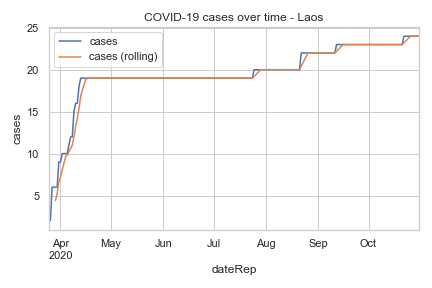 COVID-19 cases over time - Laos
cases
cases (rolling)
25
20
15
10
5
cases
Apr
2020
May
Jun
Jul
Aug
Sep
Oct
dateRep